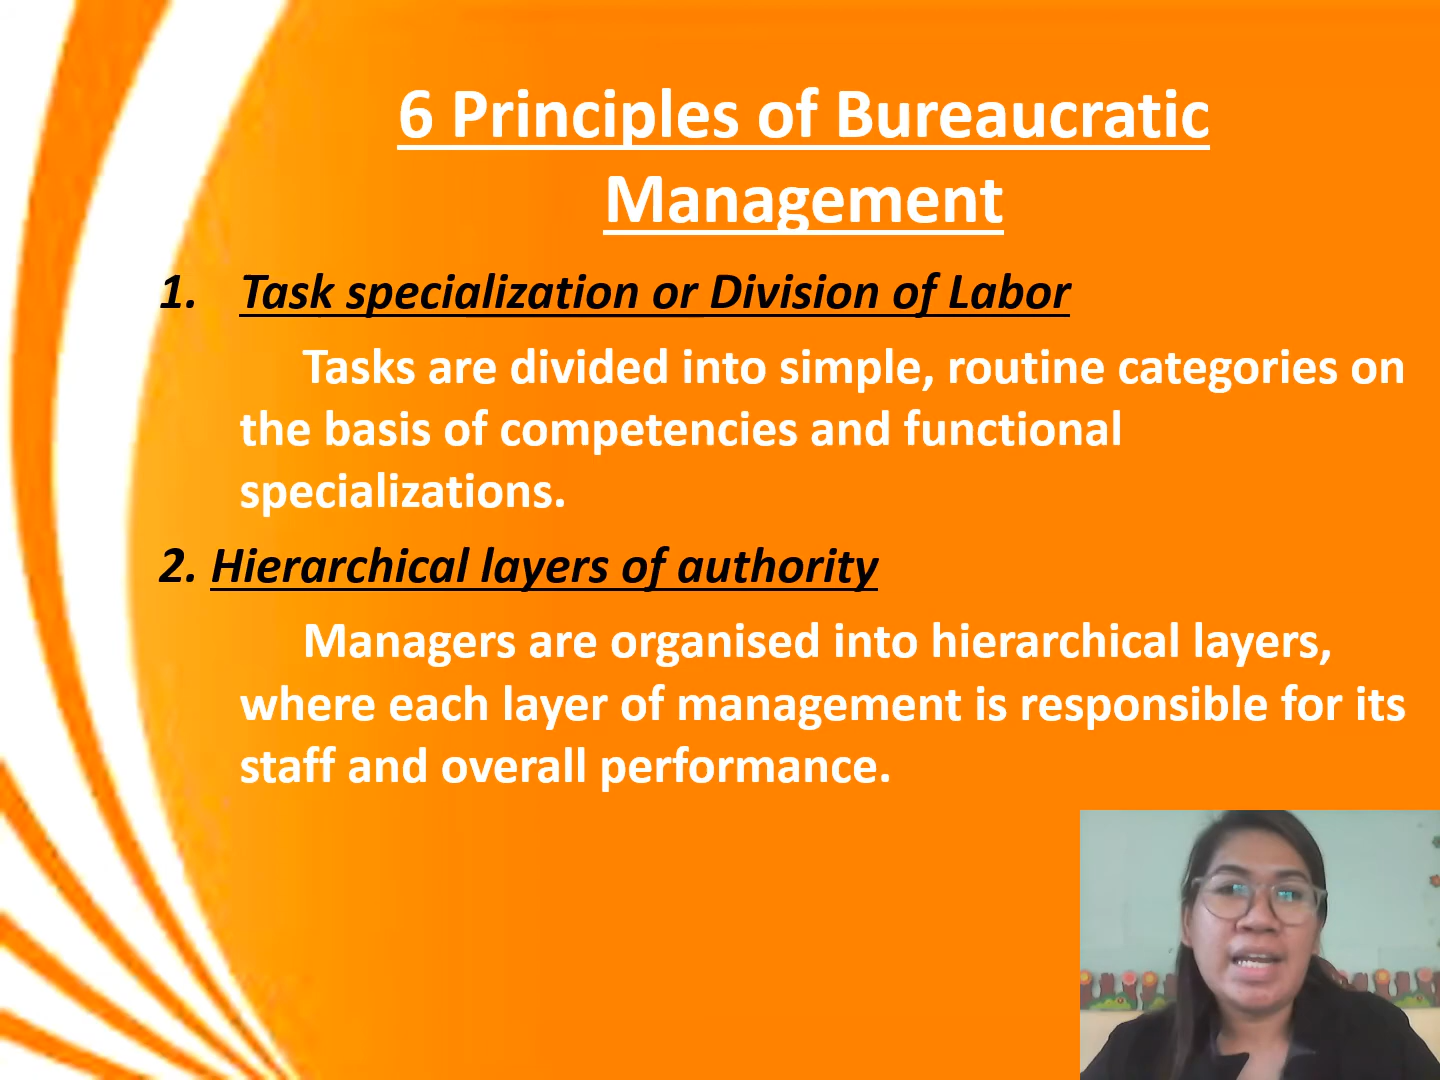 6 Principles of Bureaucratic
Management
1. Task specialization or Division of Labor
Tasks are divided into simple, routine categories on
the basis of competencies and functional
specializations.
2. Hierarchical layers of authority
Managers are organised into hierarchical layers,
where each layer of management is responsible for its
staff and overall performance.